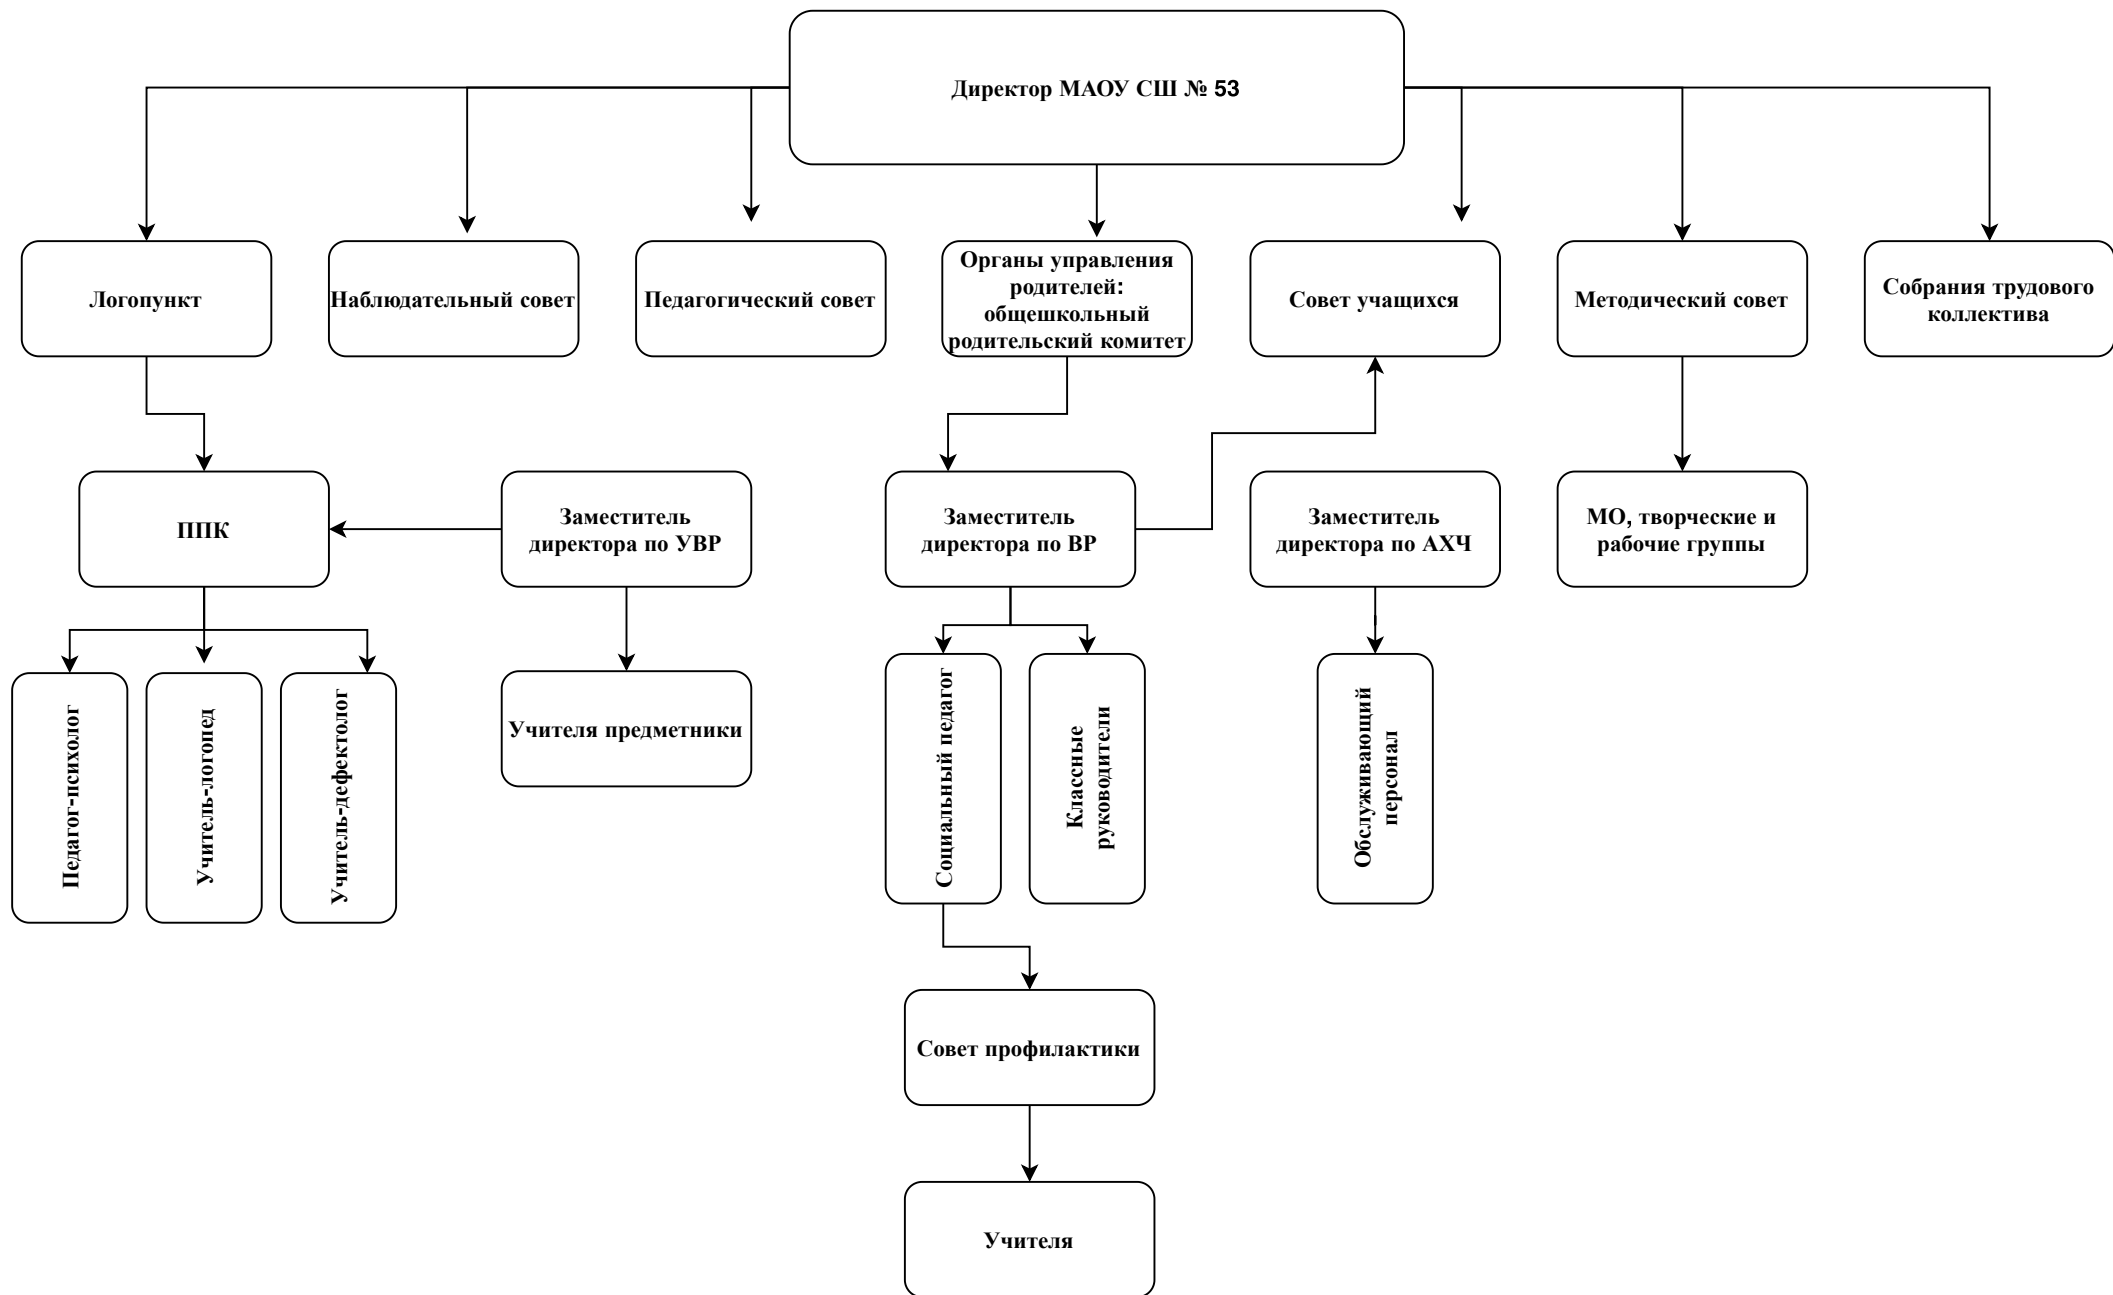 Директор МАОУ СШ № 53
Логопункт
Наблюдательный совет
Педагогический совет
Органы управления
родителей:
общешкольный
родительский комитет
Совет учащихся
Методический совет
Собрания трудового
коллектива
ППК
Заместитель
директора по УВР
Заместитель
директора по ВР
Заместитель
директора по АХЧ
МО, творческие и
рабочие группы
Педагог-психолог
Учитель-логопед
Учитель-дефектолог
Учителя предметники
Социальный педагог
Классные
руководители
Обслуживающий
персонал
Совет профилактики
Учителя